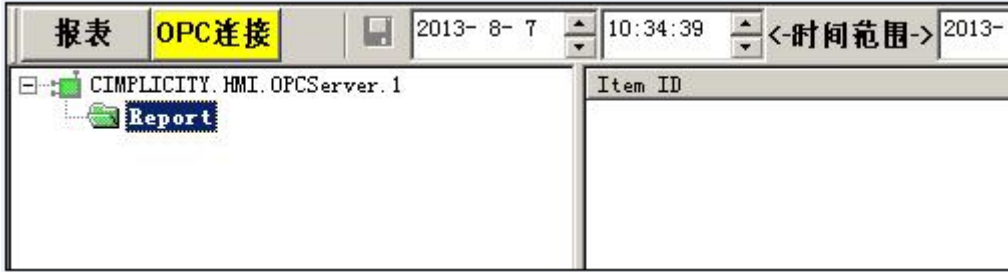 报表 OPC连接 2013- 8- 7 10:34:39 <-时间范围-> 2013-
CIMPLICITY.HMI.OPCServer.1 Item ID
Report